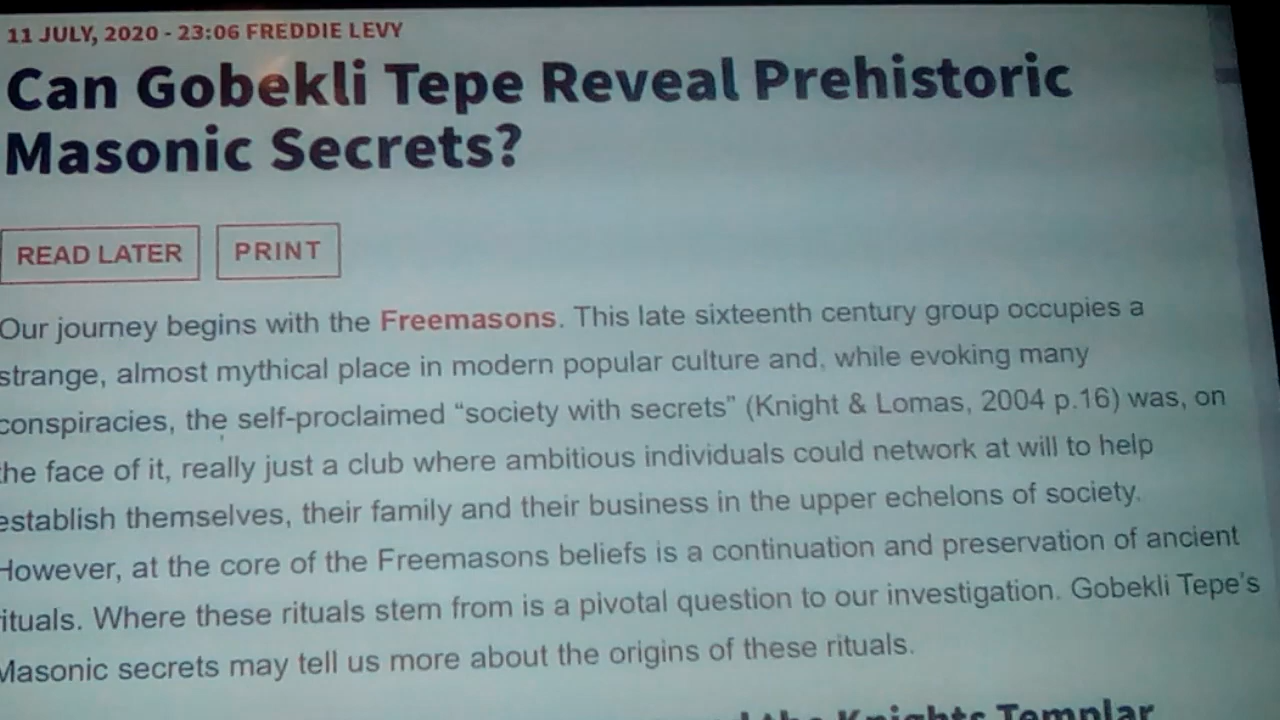 11 JULY, 2020 - 23:06 FREDDIE LEVY
Can Gobekli Tepe Reveal Prehistoric
Masonic Secrets?
READ LATER PRINT
Our journey begins with the Freemasons. This late sixteenth century group occupies a
strange, almost mythical place in modern popular culture and, while evoking many
conspiracies, the self-proclaimed “society with secrets” (Knight & Lomas, 2004 p.16) was, on
the face of it, really just a club where ambitious individuals could network at will to help
establish themselves, their family and their business in the upper echelons of society.
However, at the core of the Freemasons beliefs is a continuation and preservation of ancient
rituals. Where these rituals stem from is a pivotal question to our investigation. Gobekli Tepe's
Masonic secrets may tell us more about the origins of these rituals.
the Knights Templar